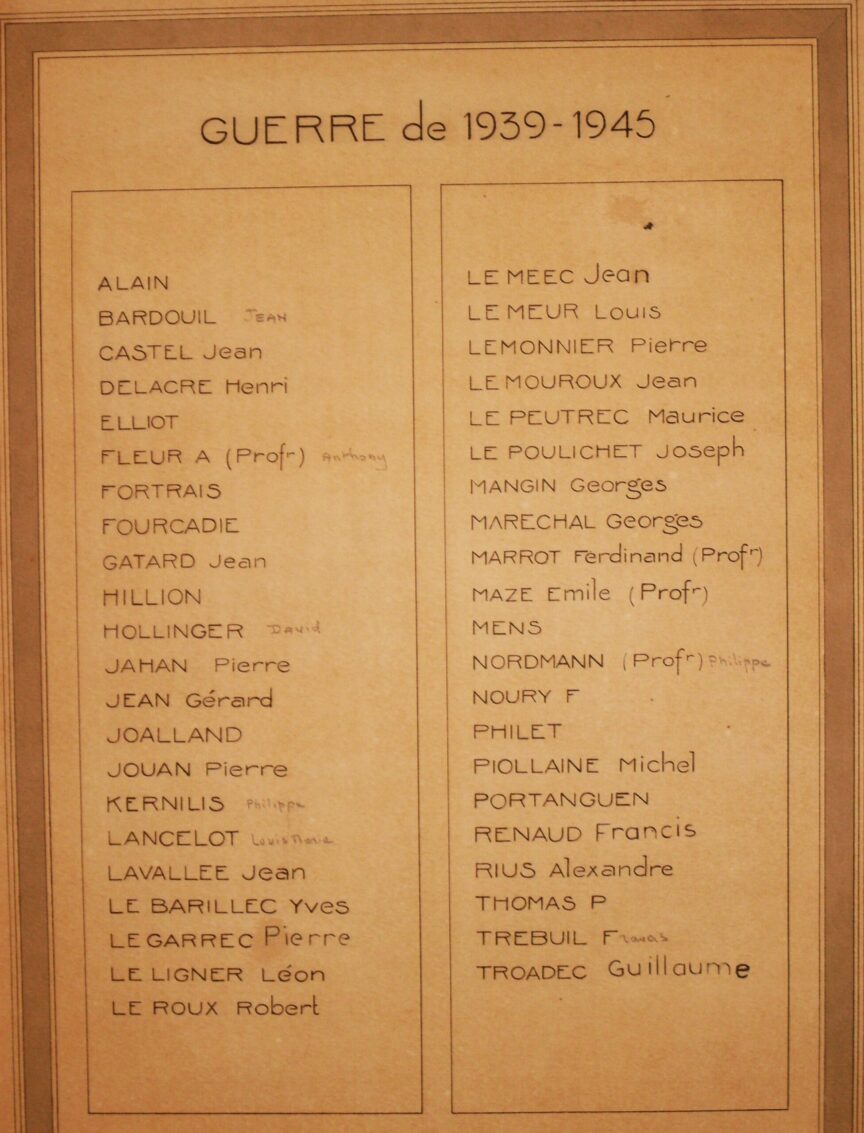 GUERRE de 1939-1945
ALAIN
BARDOUIL JEAN
CASTEL Jean
DELACRE Henri
ELLIOT
FLEUR A (Profr) Anthony
FORTRAIS
FOURCADIE
GATARD Jean
HILLION
HOLLINGER David
JAHAN Pierre
JEAN Gérard
JOALLAND
JOUAN Pierre
KERNILIS Philippe
LANCELOT Louis Marie
LAVALLEE Jean
LE BARILLEC Yves
LE GARREC Pierre
LE LIGNER Léon
LE ROUX Robert
LE MEEC Jean
LE MEUR Louis
LEMONNIER Pierre
LE MOUROUX Jean
LE PEUTREC Maurice
LE POULICHET Joseph
MANGIN Georges
MARECHAL Georges
MARROT Ferdinand (Profr)
MAZE Emile (Profr)
MENS
NORDMANN (Profr) Philippe
NOURY F
PHILET
PIOLLAINE Michel
PORTANGUEN
RENAUD Francis
RIUS Alexandre
THOMAS P
TREBUIL
TROADEC Guillaume